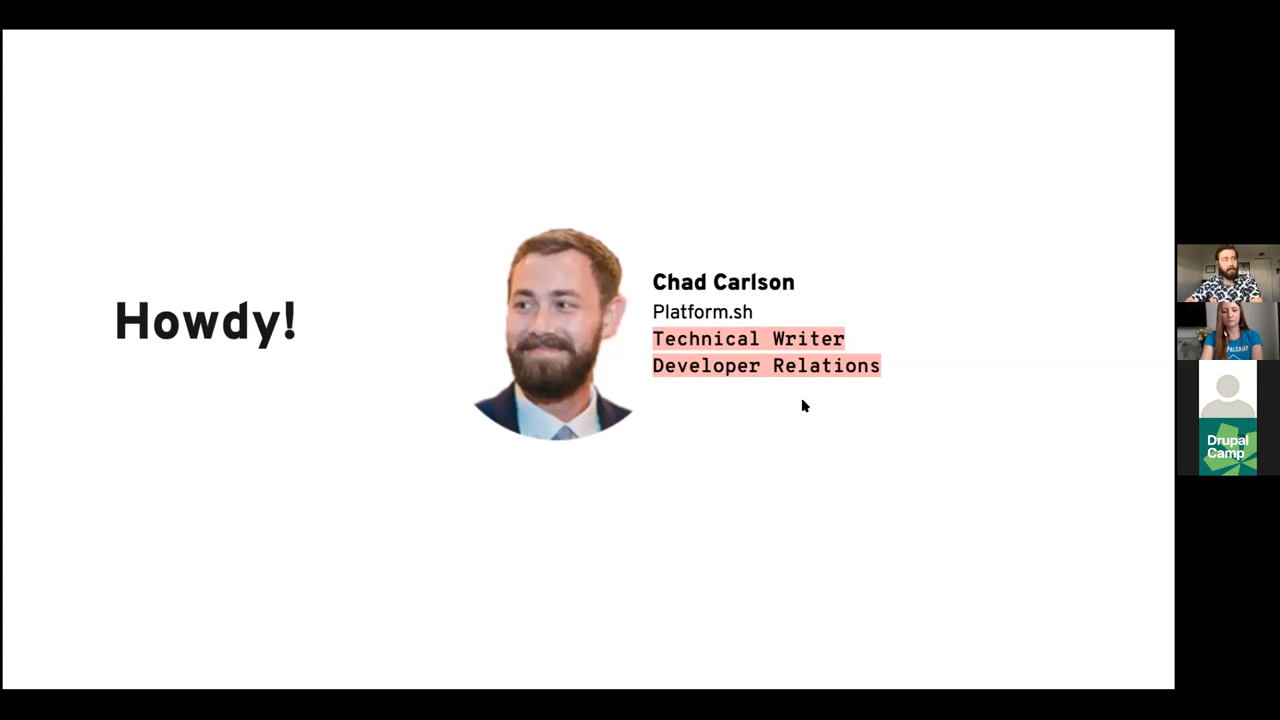 Howdy!
Chad Carlson
Platform.sh
Technical Writer
Developer Relations
Drupal
Camp